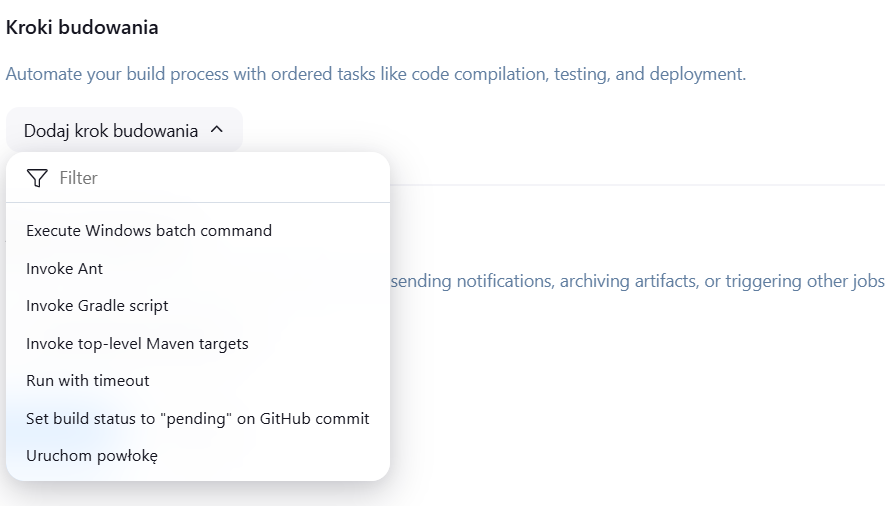 Kroki budowania
Automate your build process with ordered tasks like code compilation, testing, and deployment.
Dodaj krok budowania
Filter
Execute Windows batch command
Invoke Ant
sending notifications, archiving artifacts, or triggering other jobs
Invoke Gradle script
Invoke top-level Maven targets
Run with timeout
Set build status to "pending" on GitHub commit
Uruchom powłokę